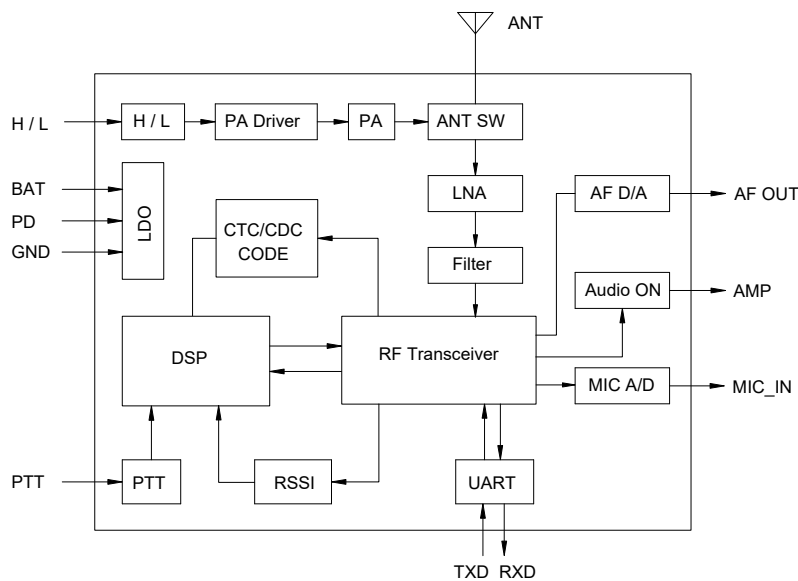 ANT
H / L
H / L
PA Driver
PA
ANT SW
BAT
PD
GND
LDO
LNA
AF D/A
AF OUT
CTC/CDC
CODE
Filter
Audio ON
AMP
DSP
RF Transceiver
MIC A/D
MIC_IN
PTT
PTT
RSSI
UART
TXD RXD